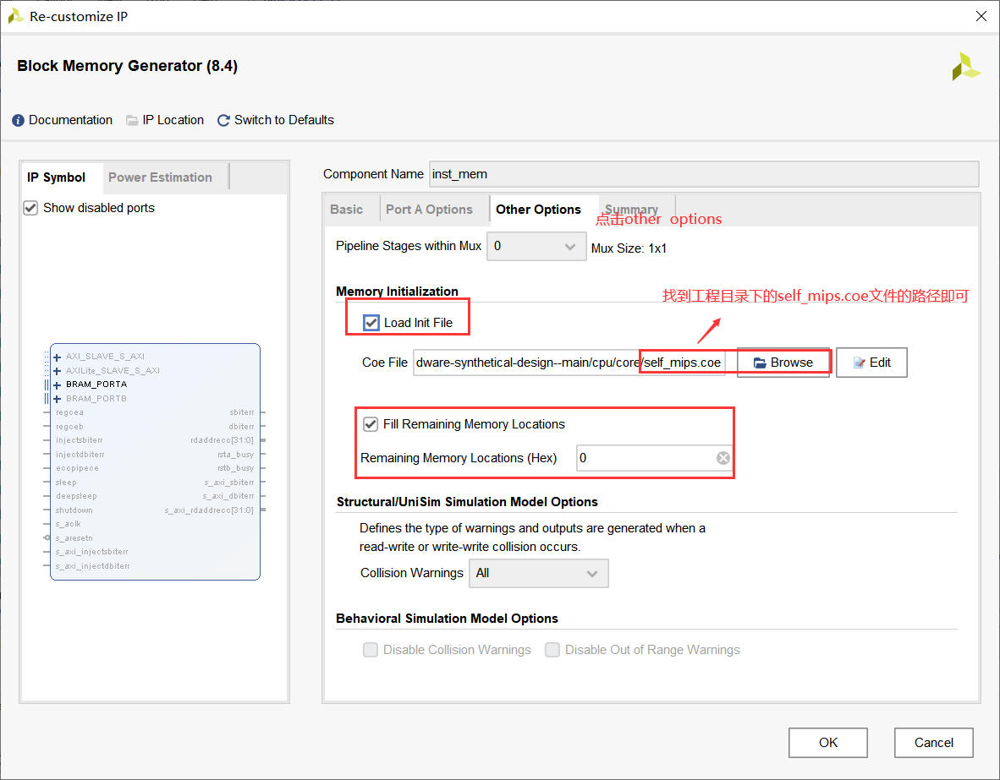 Re-customize IP
Block Memory Generator (8.4)
Documentation IP Location Switch to Defaults
IP Symbol Power Estimation
Show disabled ports
AXI_SLAVE_S_AXI
AXILite_SLAVE_S_AXI
BRAM_PORTA
BRAM_PORTB
regcea sbiterr
regceb dbiterr
injectsbiterr rdaddrecc[31:0]
injectdbiterr rsta_busy
eccpipece rstb_busy
sleep s_axi_sbiterr
deepsleep s_axi_dbiterr
shutdown s_axi_rdaddrecc[31:0]
s_aclk
s_aresetn
s_axi_injectsbiterr
s_axi_injectdbiterr
Component Name inst_mem
Basic Port A Options Other Options Summary
点击other options
Pipeline Stages within Mux 0 Mux Size: 1x1
Memory Initialization
找到工程目录下的self_mips.coe文件的路径即可
Load Init File
Coe File dware-synthetical-design--main/cpu/core/self_mips.coe Browse Edit
Fill Remaining Memory Locations
Remaining Memory Locations (Hex) 0
Structural/UniSim Simulation Model Options
Defines the type of warnings and outputs are generated when a
read-write or write-write collision occurs.
Collision Warnings All
Behavioral Simulation Model Options
Disable Collision Warnings Disable Out of Range Warnings
OK Cancel